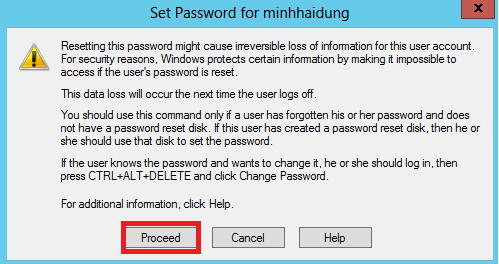 Set Password for minhhaidung
x
Resetting this password might cause irreversible loss of information for this user account.
For security reasons, Windows protects certain information by making it impossible to
access if the user's password is reset.
This data loss will occur the next time the user logs off.
You should use this command only if a user has forgotten his or her password and does
not have a password reset disk. If this user has created a password reset disk, then he or
she should use that disk to set the password.
If the user knows the password and wants to change it, he or she should log in, then
press CTRL+ALT+DELETE and click Change Password.
For additional information, click Help.
Proceed
Cancel
Help